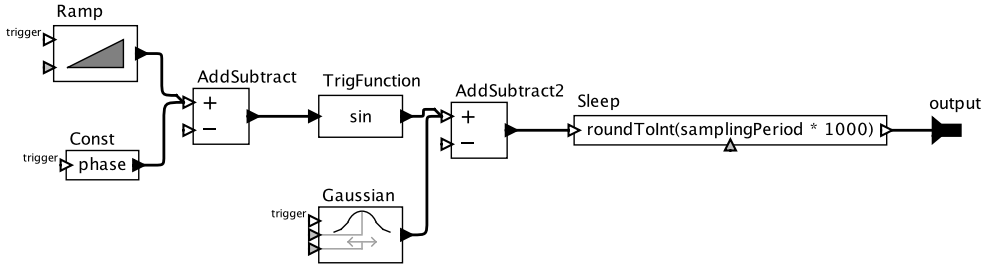 Ramp
trigger
AddSubtract
+
−
Const
trigger
phase
TrigFunction
sin
AddSubtract2
+
−
Gaussian
trigger
Sleep
roundToInt(samplingPeriod * 1000)
output